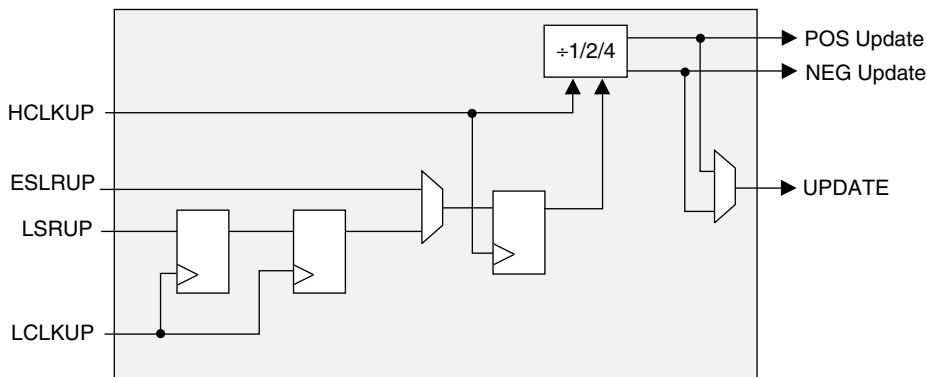 ÷1/2/4
POS Update
NEG Update
HCLKUP
ESLRUP
UPDATE
LSRUP
LCLKUP